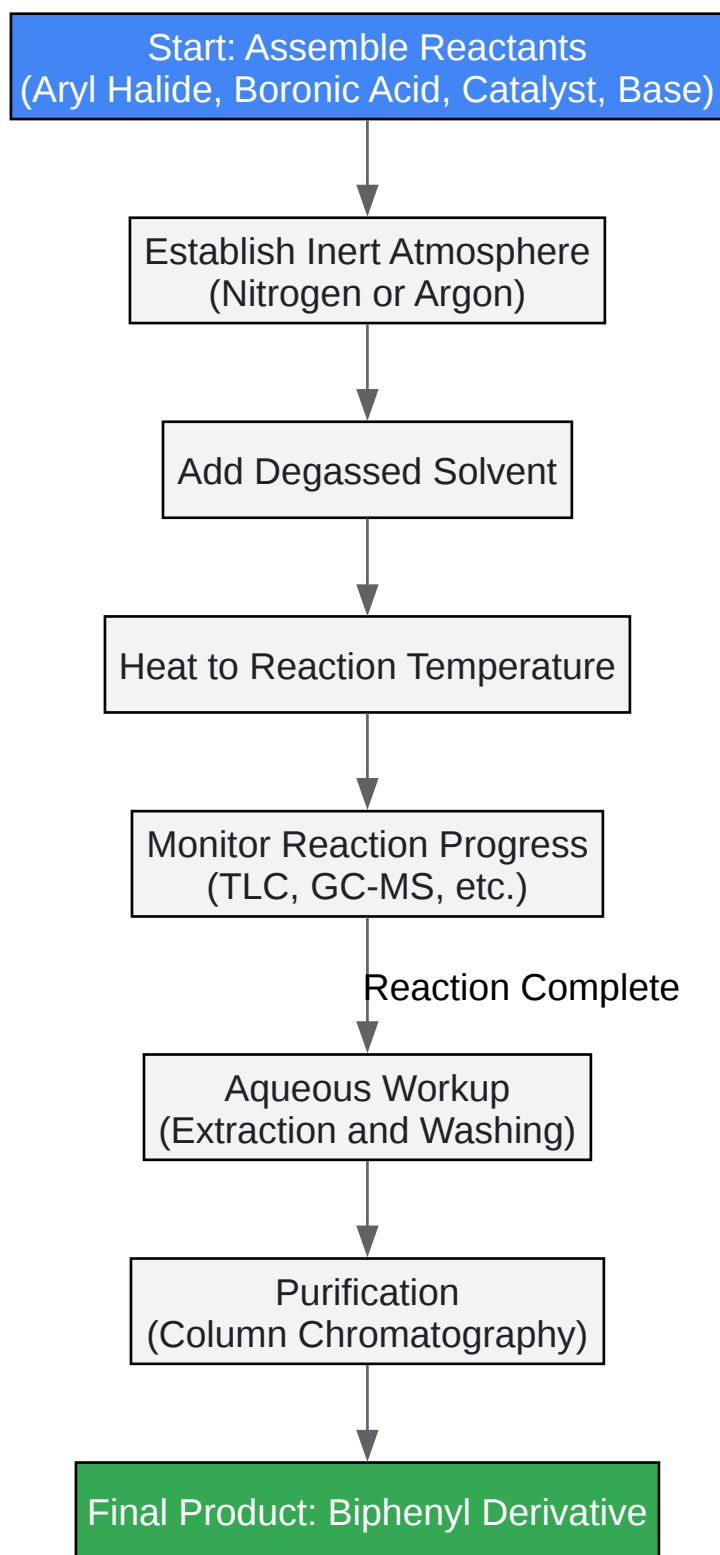 Start: Assemble Reactants
(Aryl Halide, Boronic Acid, Catalyst, Base)
Establish Inert Atmosphere
(Nitrogen or Argon)
Add Degassed Solvent
Heat to Reaction Temperature
Monitor Reaction Progress
(TLC, GC-MS, etc.)
Reaction Complete
Aqueous Workup
(Extraction and Washing)
Purification
(Column Chromatography)
Final Product: Biphenyl Derivative